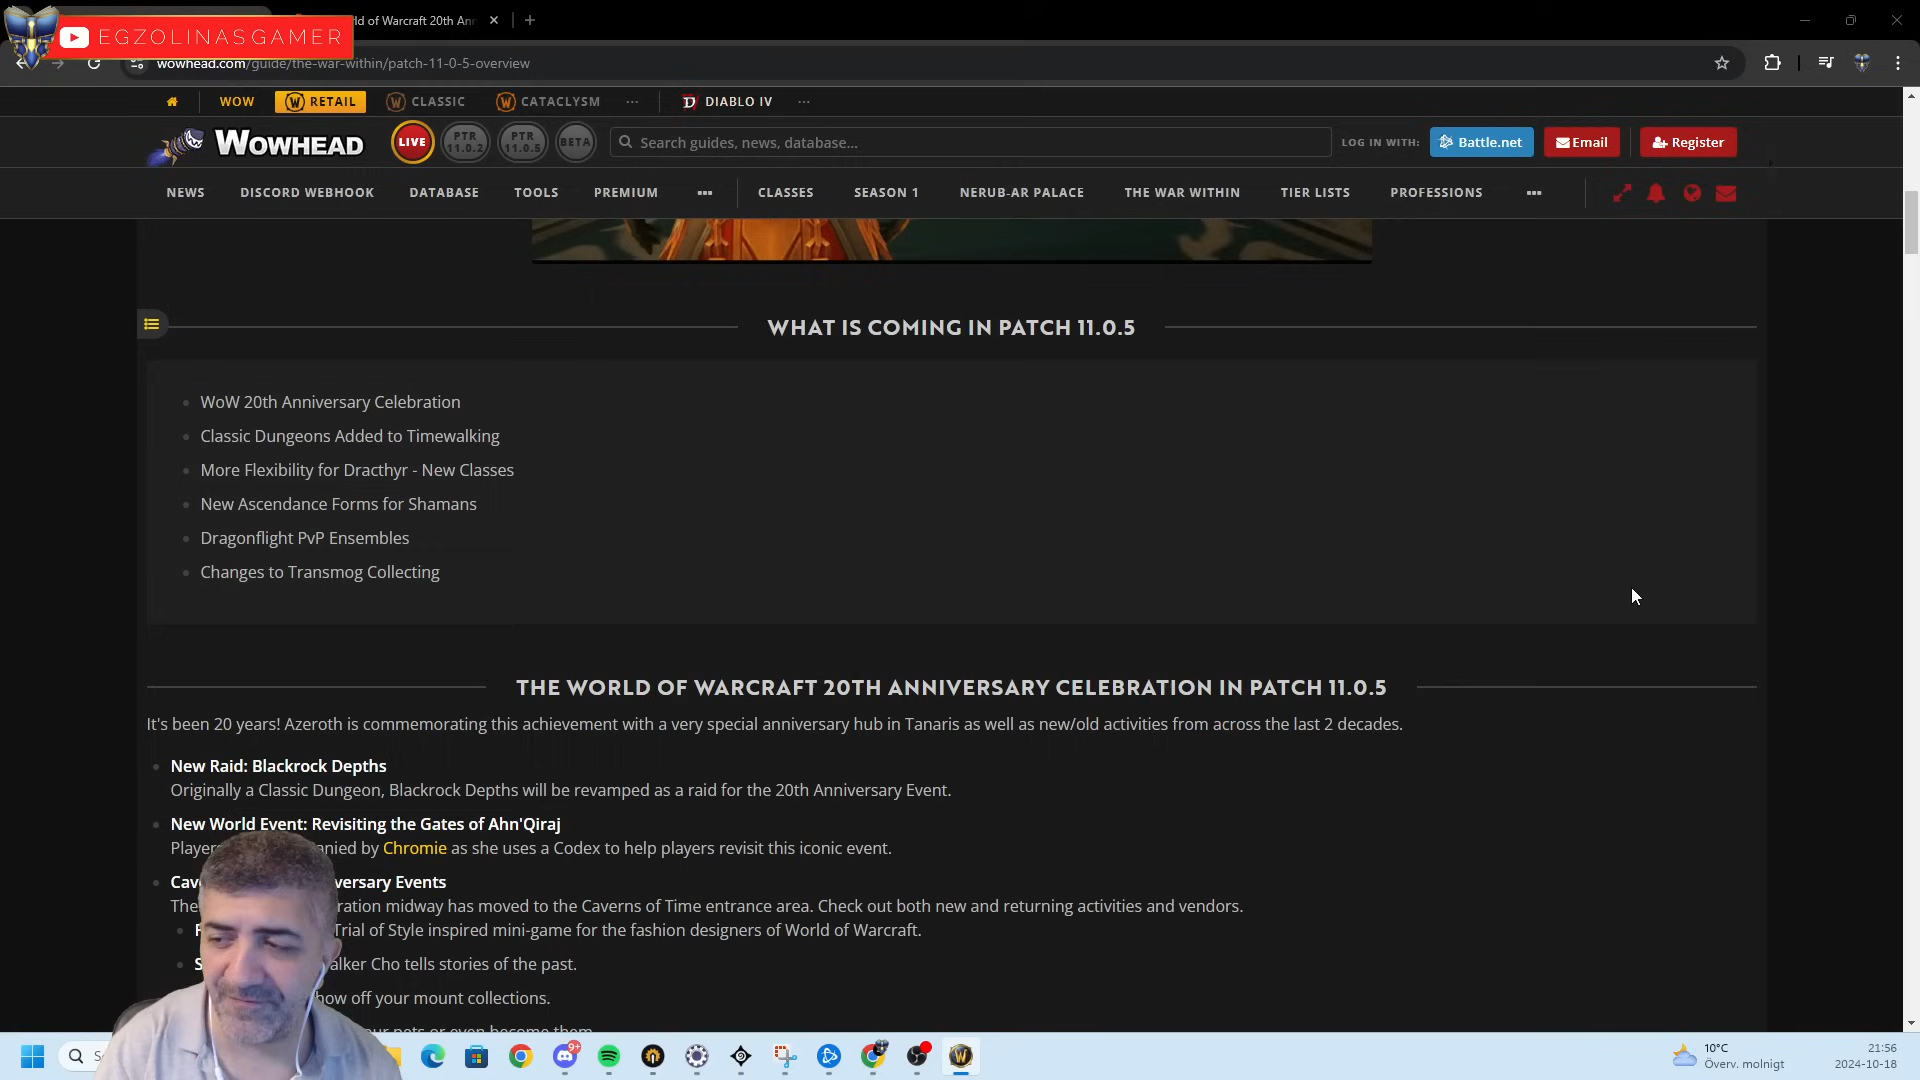 EGZOLINASGAMER
ld of Warcraft 20th Ann
wowhead.com/guide/the-war-within/patch-11-0-5-overview
WOW
RETAIL
CLASSIC
CATACLYSM
DIABLO IV
WOWHEAD
LIVE
PTR 11.0.2
PTR 11.0.5
BETA
Search guides, news, database...
LOG IN WITH:
Battle.net
Email
Register
NEWS
DISCORD WEBHOOK
DATABASE
TOOLS
PREMIUM
CLASSES
SEASON 1
NERUB-AR PALACE
THE WAR WITHIN
TIER LISTS
PROFESSIONS
WHAT IS COMING IN PATCH 11.0.5
WoW 20th Anniversary Celebration
Classic Dungeons Added to Timewalking
More Flexibility for Dracthyr - New Classes
New Ascendance Forms for Shamans
Dragonflight PvP Ensembles
Changes to Transmog Collecting
THE WORLD OF WARCRAFT 20TH ANNIVERSARY CELEBRATION IN PATCH 11.0.5
It's been 20 years! Azeroth is commemorating this achievement with a very special anniversary hub in Tanaris as well as new/old activities from across the last 2 decades.
New Raid: Blackrock Depths
Originally a Classic Dungeon, Blackrock Depths will be revamped as a raid for the 20th Anniversary Event.
New World Event: Revisiting the Gates of Ahn'Qiraj
Player anied by Chromie as she uses a Codex to help players revisit this iconic event.
Cav versary Events
The ration midway has moved to the Caverns of Time entrance area. Check out both new and returning activities and vendors.
Trial of Style inspired mini-game for the fashion designers of World of Warcraft.
alker Cho tells stories of the past.
how off your mount collections.
our pets or even become them.
9+
10°C
Överv. molnigt
21:56
2024-10-18